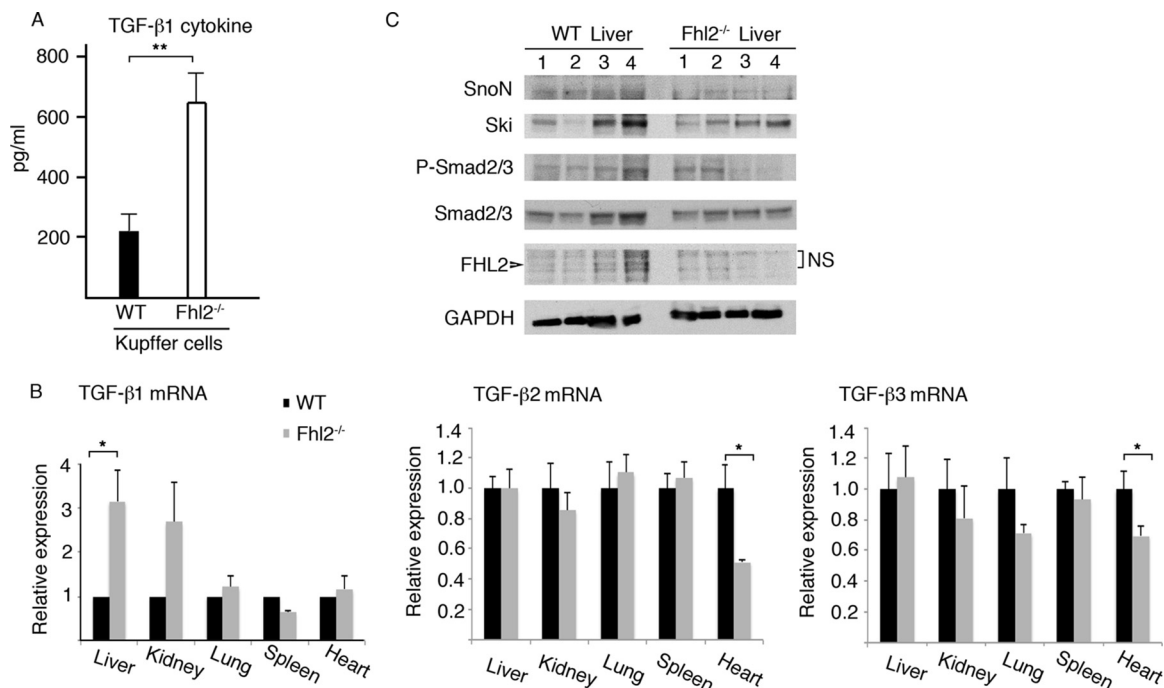 A
TGF-β1 cytokine
**
800
600
400
200
pg/ml
WT Fhl2-/-
Kupffer cells
C
WT Liver Fhl2-/- Liver
1 2 3 4 1 2 3 4
SnoN
Ski
P-Smad2/3
Smad2/3
FHL2
NS
GAPDH
B
TGF-β1 mRNA
WT
Fhl2-/-
*
4
3
2
1
Relative expression
Liver Kidney Lung Spleen Heart
TGF-β2 mRNA
*
1.4
1.2
1.0
0.8
0.6
0.4
0.2
Relative expression
Liver Kidney Lung Spleen Heart
TGF-β3 mRNA
*
1.4
1.2
1.0
0.8
0.6
0.4
0.2
Relative expression
Liver Kidney Lung Spleen Heart